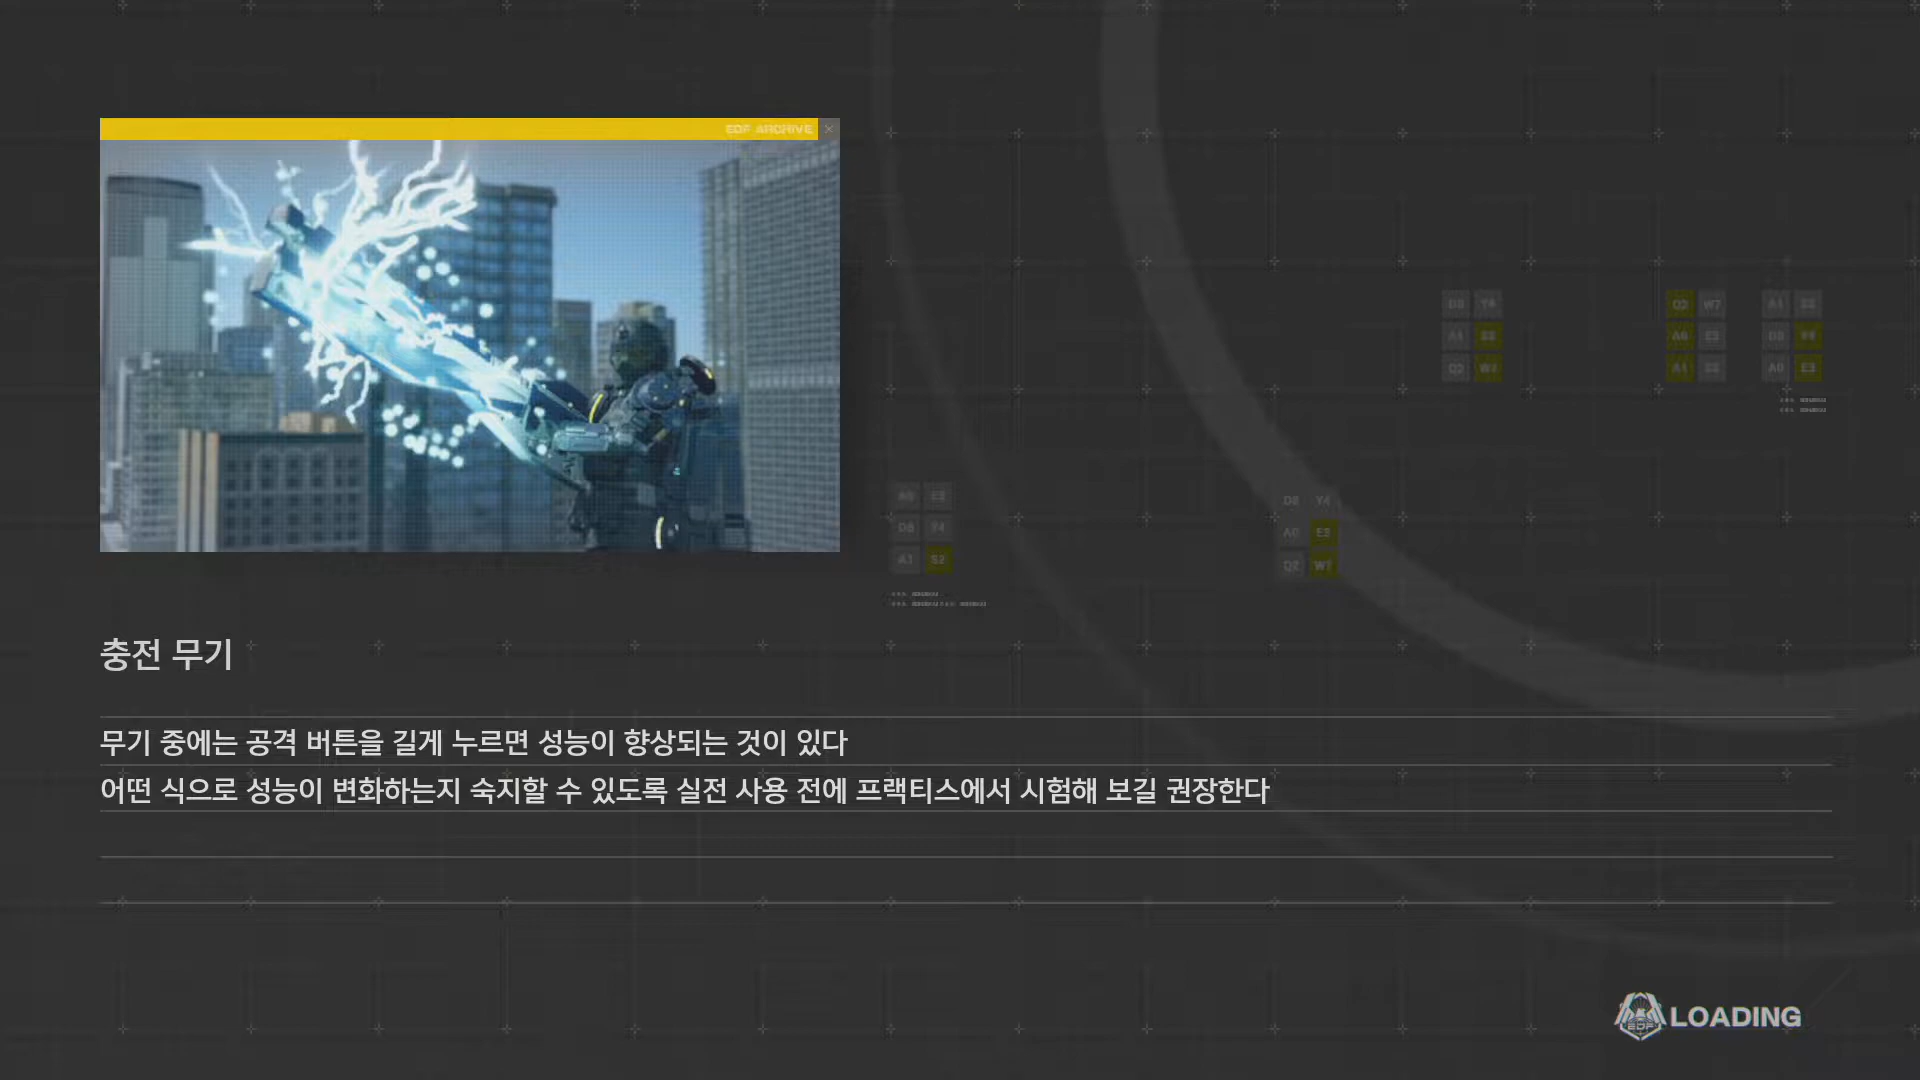 EDF ARCHIVE
충전 무기
무기 중에는 공격 버튼을 길게 누르면 성능이 향상되는 것이 있다
어떤 식으로 성능이 변화하는지 숙지할 수 있도록 실전 사용 전에 프랙티스에서 시험해 보길 권장한다
EDF LOADING